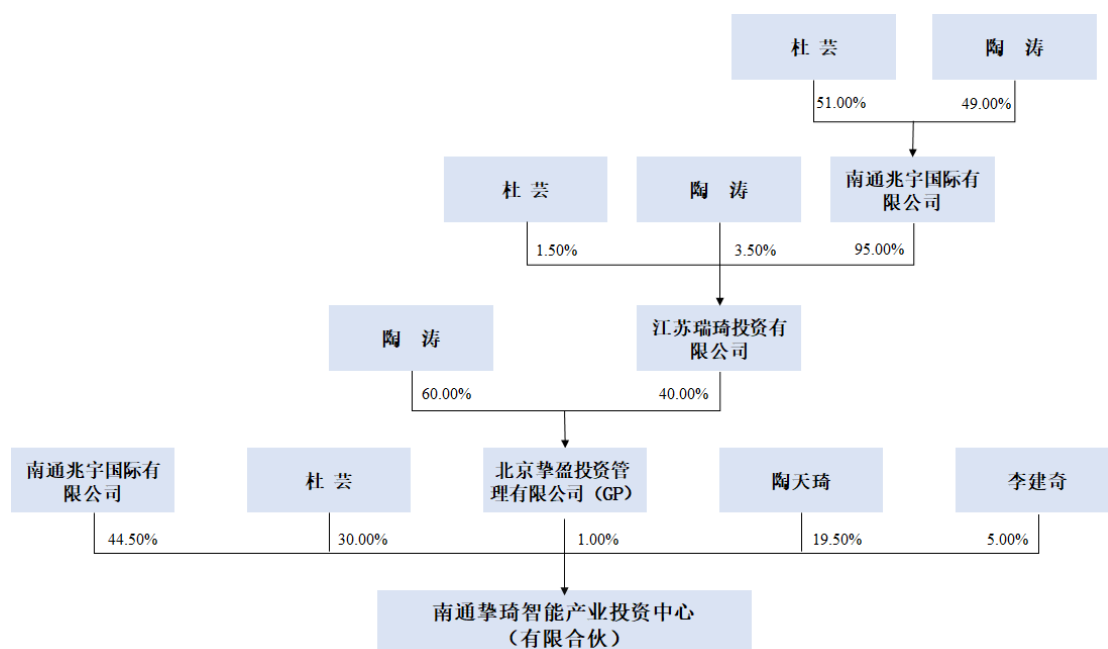 杜 芸
陶 涛
51.00%
49.00%
杜 芸
陶 涛
南通兆宇国际有
限公司
1.50%
3.50%
95.00%
陶 涛
江苏瑞琦投资有
限公司
60.00%
40.00%
南通兆宇国际有
限公司
杜 芸
北京挚盈投资管
理有限公司（GP）
陶天琦
李建奇
44.50%
30.00%
1.00%
19.50%
5.00%
南通挚琦智能产业投资中心
（有限合伙）